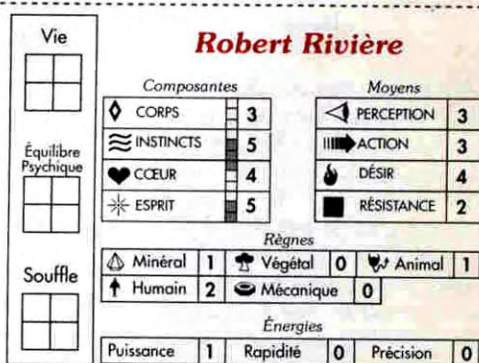 Robert Rivière
Vie
Équilibre
Psychique
Souffle
Composantes
CORPS 3
INSTINCTS 5
CŒUR 4
ESPRIT 5
Moyens
PERCEPTION 3
ACTION 3
DÉSIR 4
RÉSISTANCE 2
Règnes
Minéral 1 Végétal 0 Animal 1
Humain 2 Mécanique 0
Énergies
Puissance 1 Rapidité 0 Précision 0